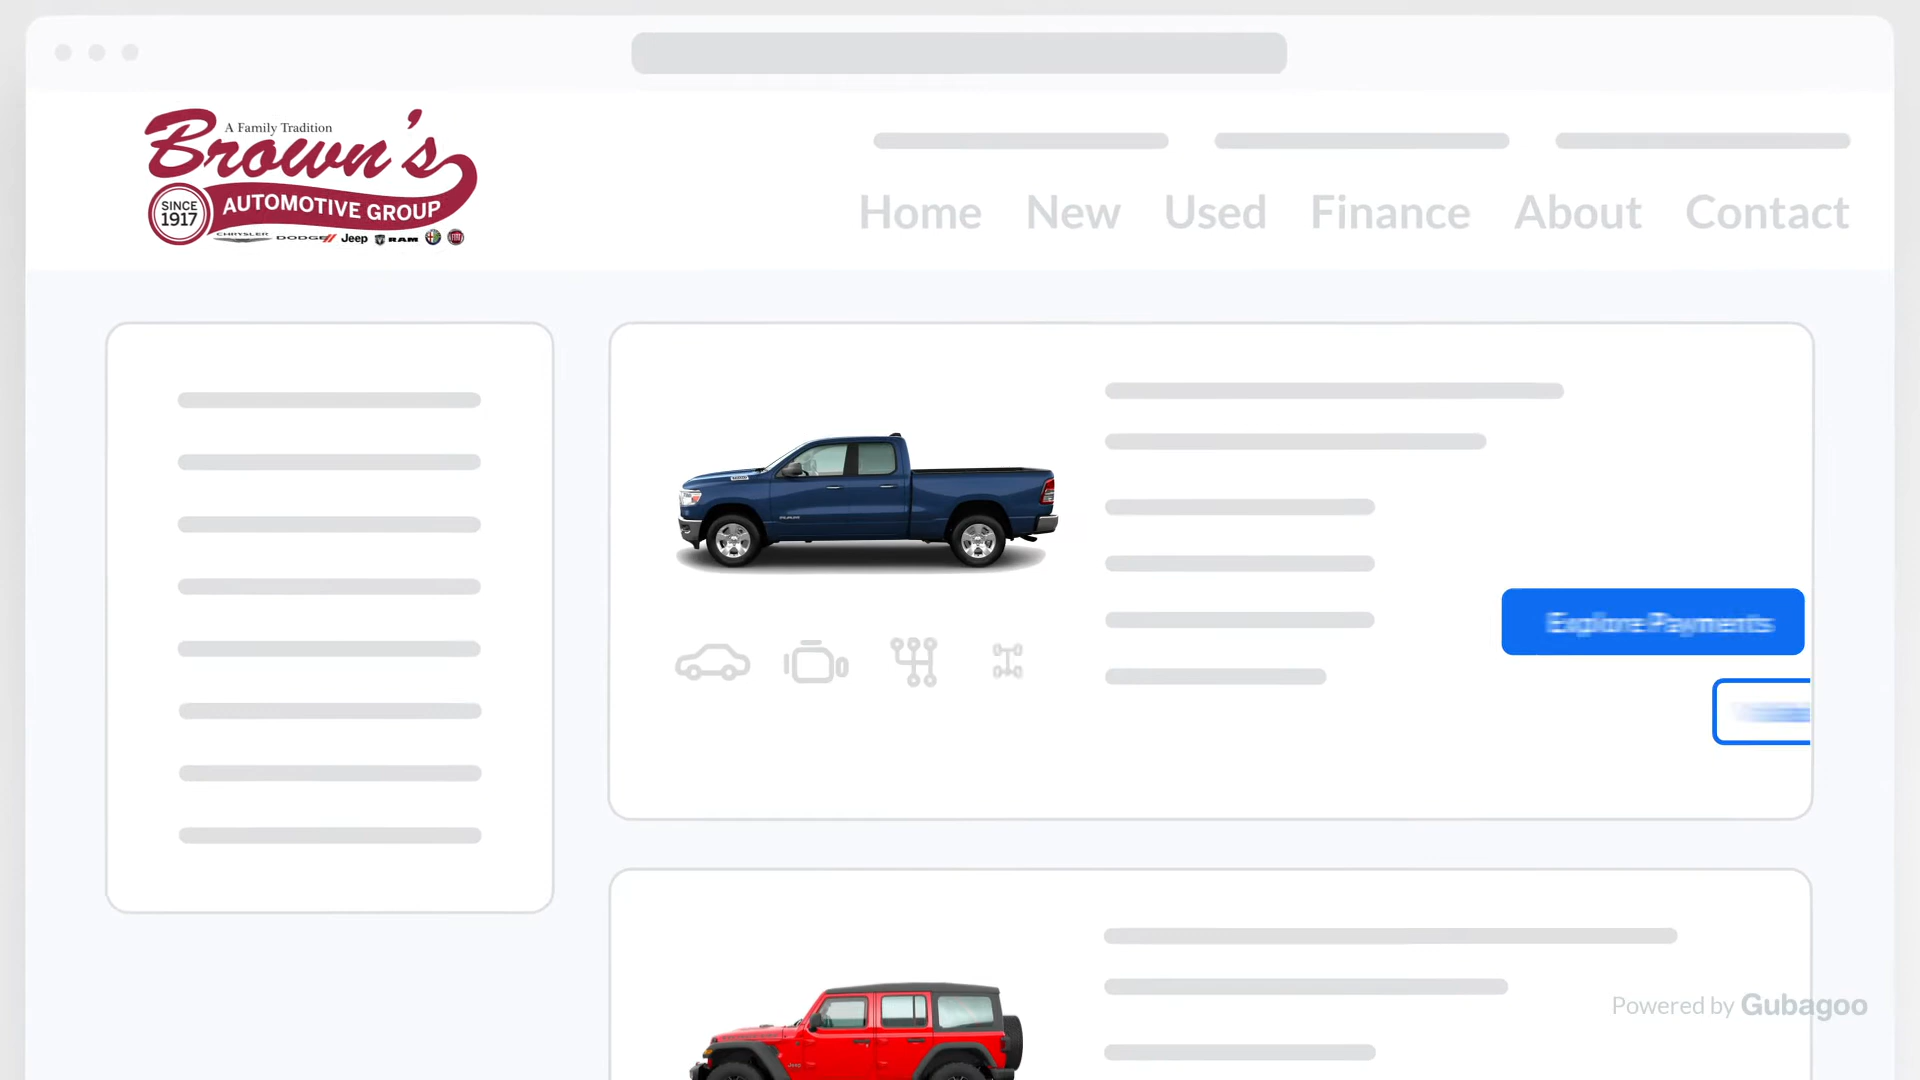 A Family Tradition
Brown's
SINCE 1917
AUTOMOTIVE GROUP
CHRYSLER DODGE Jeep RAM
Home New Used Finance About Contact
Explore Payments
Powered by Gubagoo